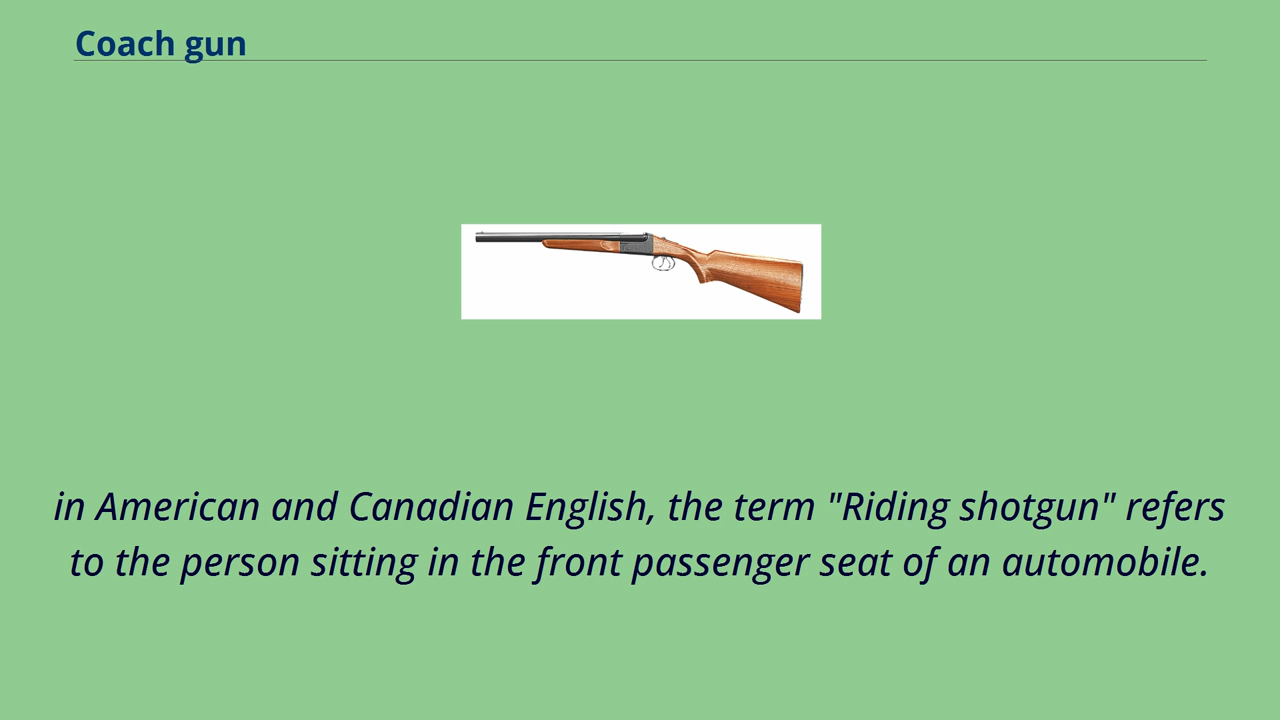 Coach gun
in American and Canadian English, the term "Riding shotgun" refers
to the person sitting in the front passenger seat of an automobile.